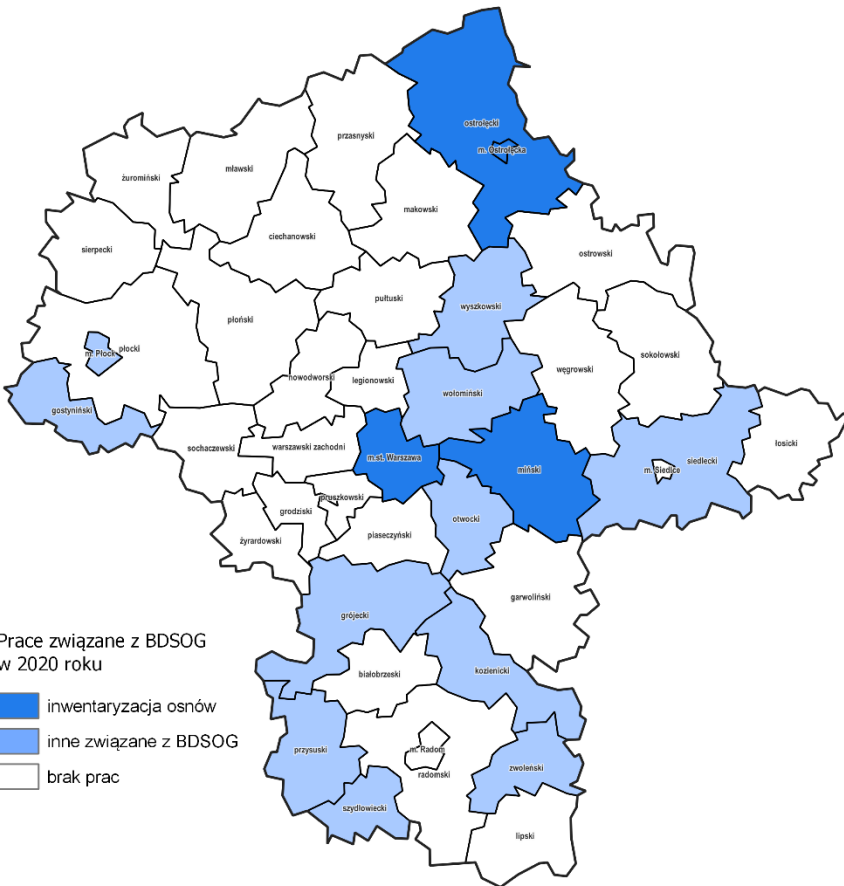 ostrołęcki
przasnyski
m. Ostrołęcka
mławski
żuromiński
makowski
ciechanowski
sierpecki
ostrowski
pułtuski
wyszkowski
płoński
płocki
m. Płock
sokołowski
węgrowski
nowodworski
legionowski
wołomiński
gostyniński
łosicki
sochaczewski
warszawski zachodni
m.st. Warszawa
siedlecki
m. Siedlce
miński
pruszkowski
grodziski
otwocki
piaseczyński
żyrardowski
garwoliński
grójecki
Prace związane z BDSOG
w 2020 roku
białobrzeski
kozienicki
inwentaryzacja osnów
inne związane z BDSOG
przysuski
m. Radom
zwoleński
radomski
brak prac
szydłowiecki
lipski